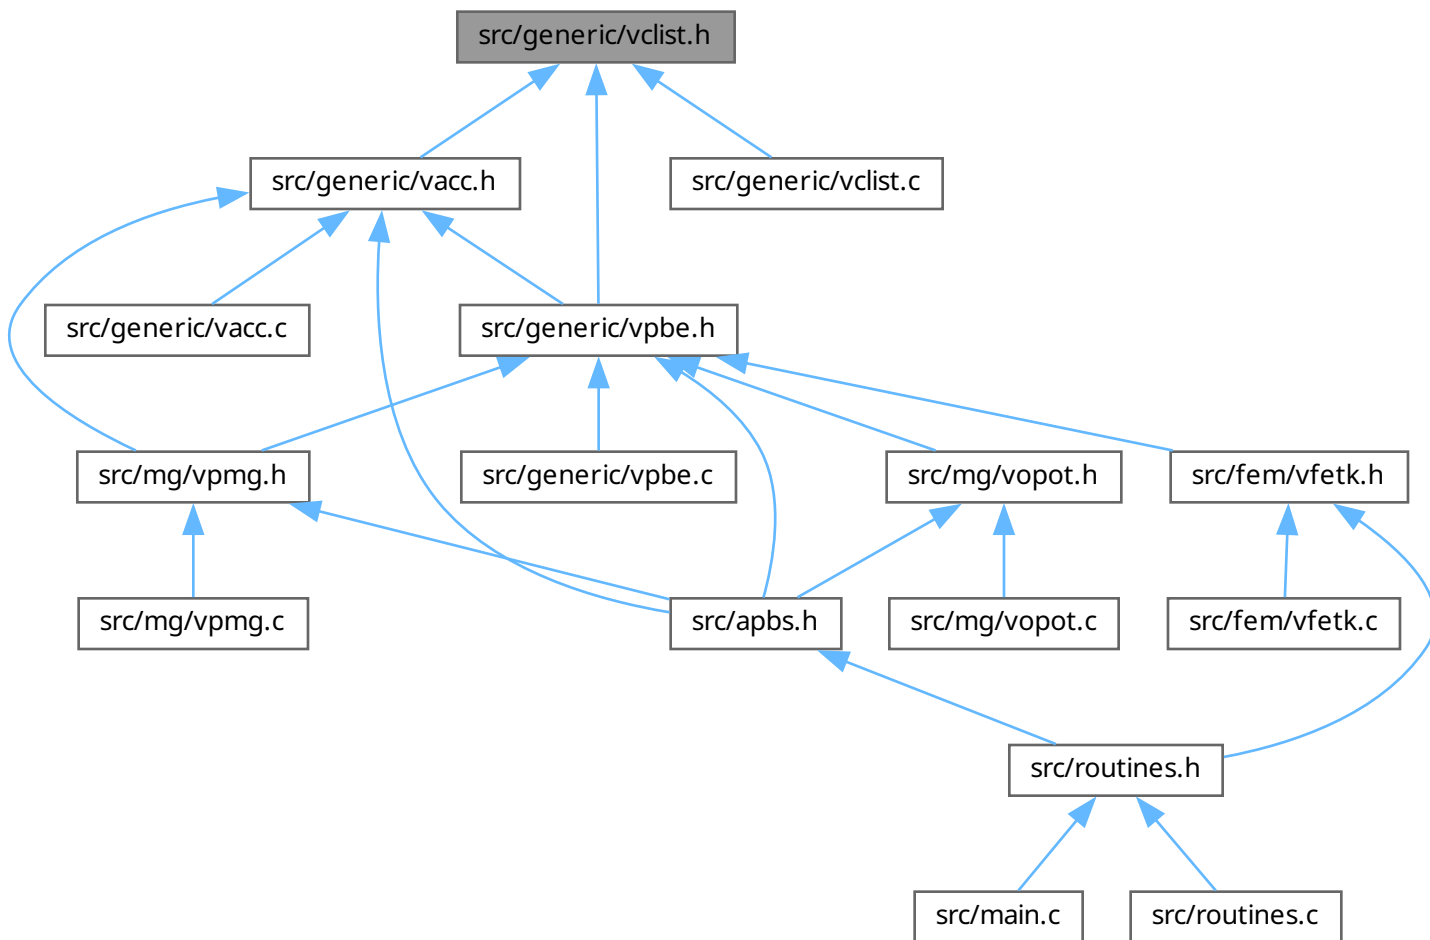 src/generic/vclist.h
src/generic/vacc.h
src/generic/vclist.c
src/generic/vacc.c
src/generic/vpbe.h
src/mg/vpmg.h
src/generic/vpbe.c
src/mg/vopot.h
src/fem/vfetk.h
src/mg/vpmg.c
src/apbs.h
src/mg/vopot.c
src/fem/vfetk.c
src/routines.h
src/main.c
src/routines.c